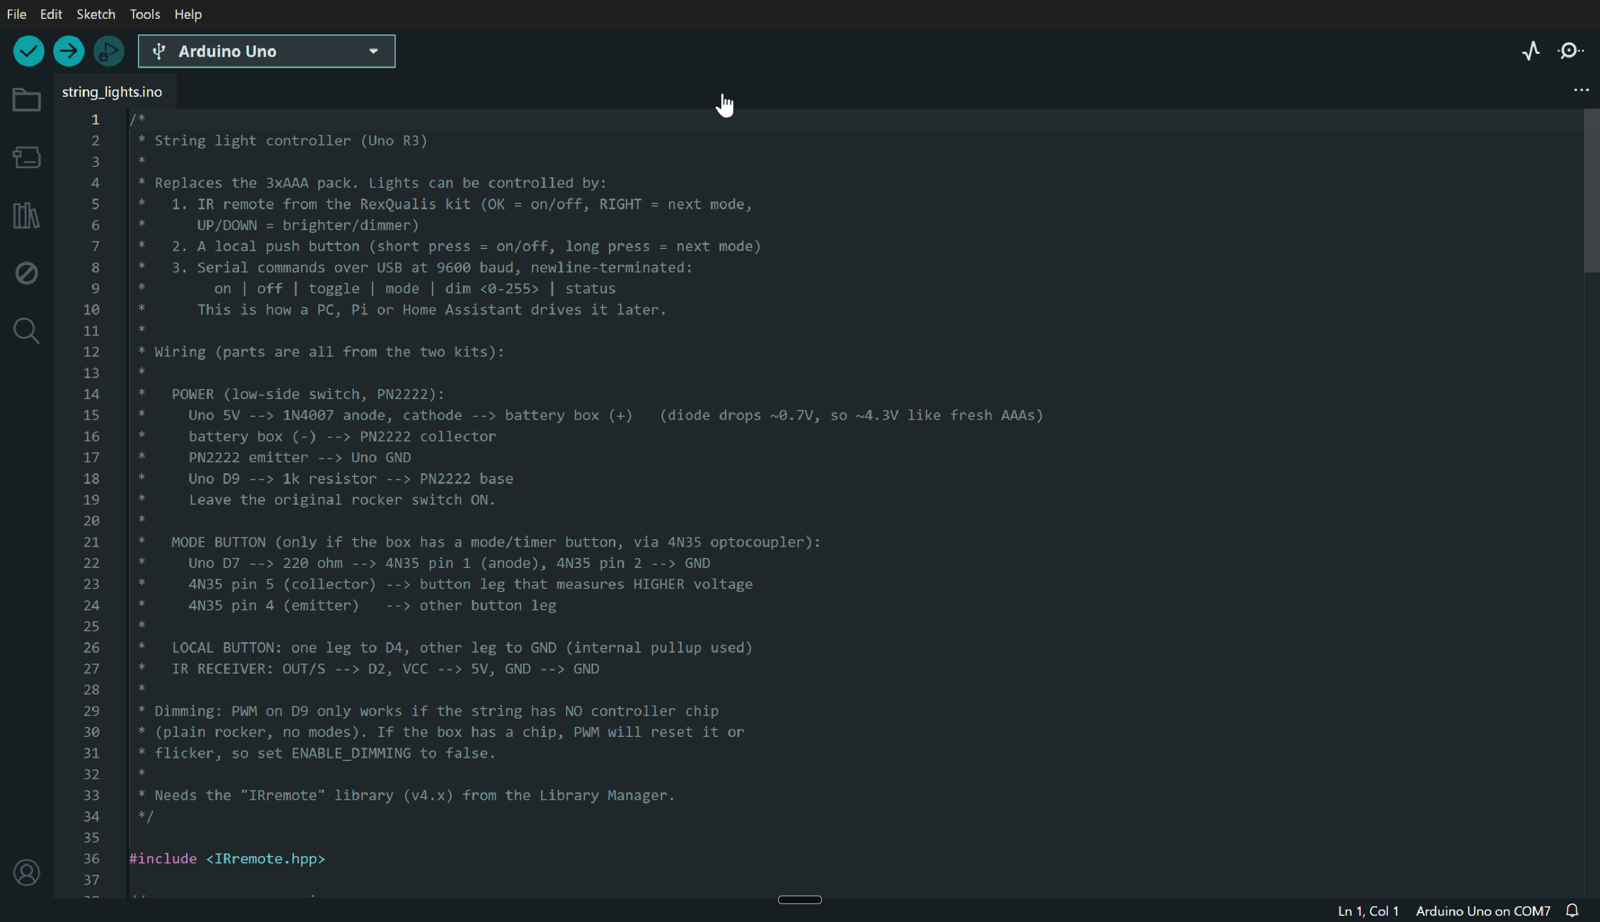 File Edit Sketch Tools Help
Arduino Uno
string_lights.ino
1 /*
2  * String light controller (Uno R3)
3  *
4  * Replaces the 3xAAA pack. Lights can be controlled by:
5  *   1. IR remote from the RexQualis kit (OK = on/off, RIGHT = next mode,
6  *      UP/DOWN = brighter/dimmer)
7  *   2. A local push button (short press = on/off, long press = next mode)
8  *   3. Serial commands over USB at 9600 baud, newline-terminated:
9  *        on | off | toggle | mode | dim <0-255> | status
10  *      This is how a PC, Pi or Home Assistant drives it later.
11  *
12  * Wiring (parts are all from the two kits):
13  *
14  *   POWER (low-side switch, PN2222):
15  *     Uno 5V --> 1N4007 anode, cathode --> battery box (+)   (diode drops ~0.7V, so ~4.3V like fresh AAAs)
16  *     battery box (-) --> PN2222 collector
17  *     PN2222 emitter --> Uno GND
18  *     Uno D9 --> 1k resistor --> PN2222 base
19  *     Leave the original rocker switch ON.
20  *
21  *   MODE BUTTON (only if the box has a mode/timer button, via 4N35 optocoupler):
22  *     Uno D7 --> 220 ohm --> 4N35 pin 1 (anode), 4N35 pin 2 --> GND
23  *     4N35 pin 5 (collector) --> button leg that measures HIGHER voltage
24  *     4N35 pin 4 (emitter)   --> other button leg
25  *
26  *   LOCAL BUTTON: one leg to D4, other leg to GND (internal pullup used)
27  *   IR RECEIVER: OUT/S --> D2, VCC --> 5V, GND --> GND
28  *
29  * Dimming: PWM on D9 only works if the string has NO controller chip
30  * (plain rocker, no modes). If the box has a chip, PWM will reset it or
31  * flicker, so set ENABLE_DIMMING to false.
32  *
33  * Needs the "IRremote" library (v4.x) from the Library Manager.
34  */
35
36 #include <IRremote.hpp>
37
Ln 1, Col 1 Arduino Uno on COM7